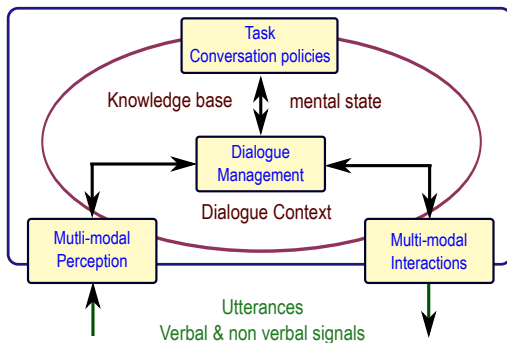 Task
Conversation policies
Knowledge base
mental state
Dialogue
Management
Dialogue Context
Mutli-modal
Perception
Multi-modal
Interactions
Utterances
Verbal & non verbal signals